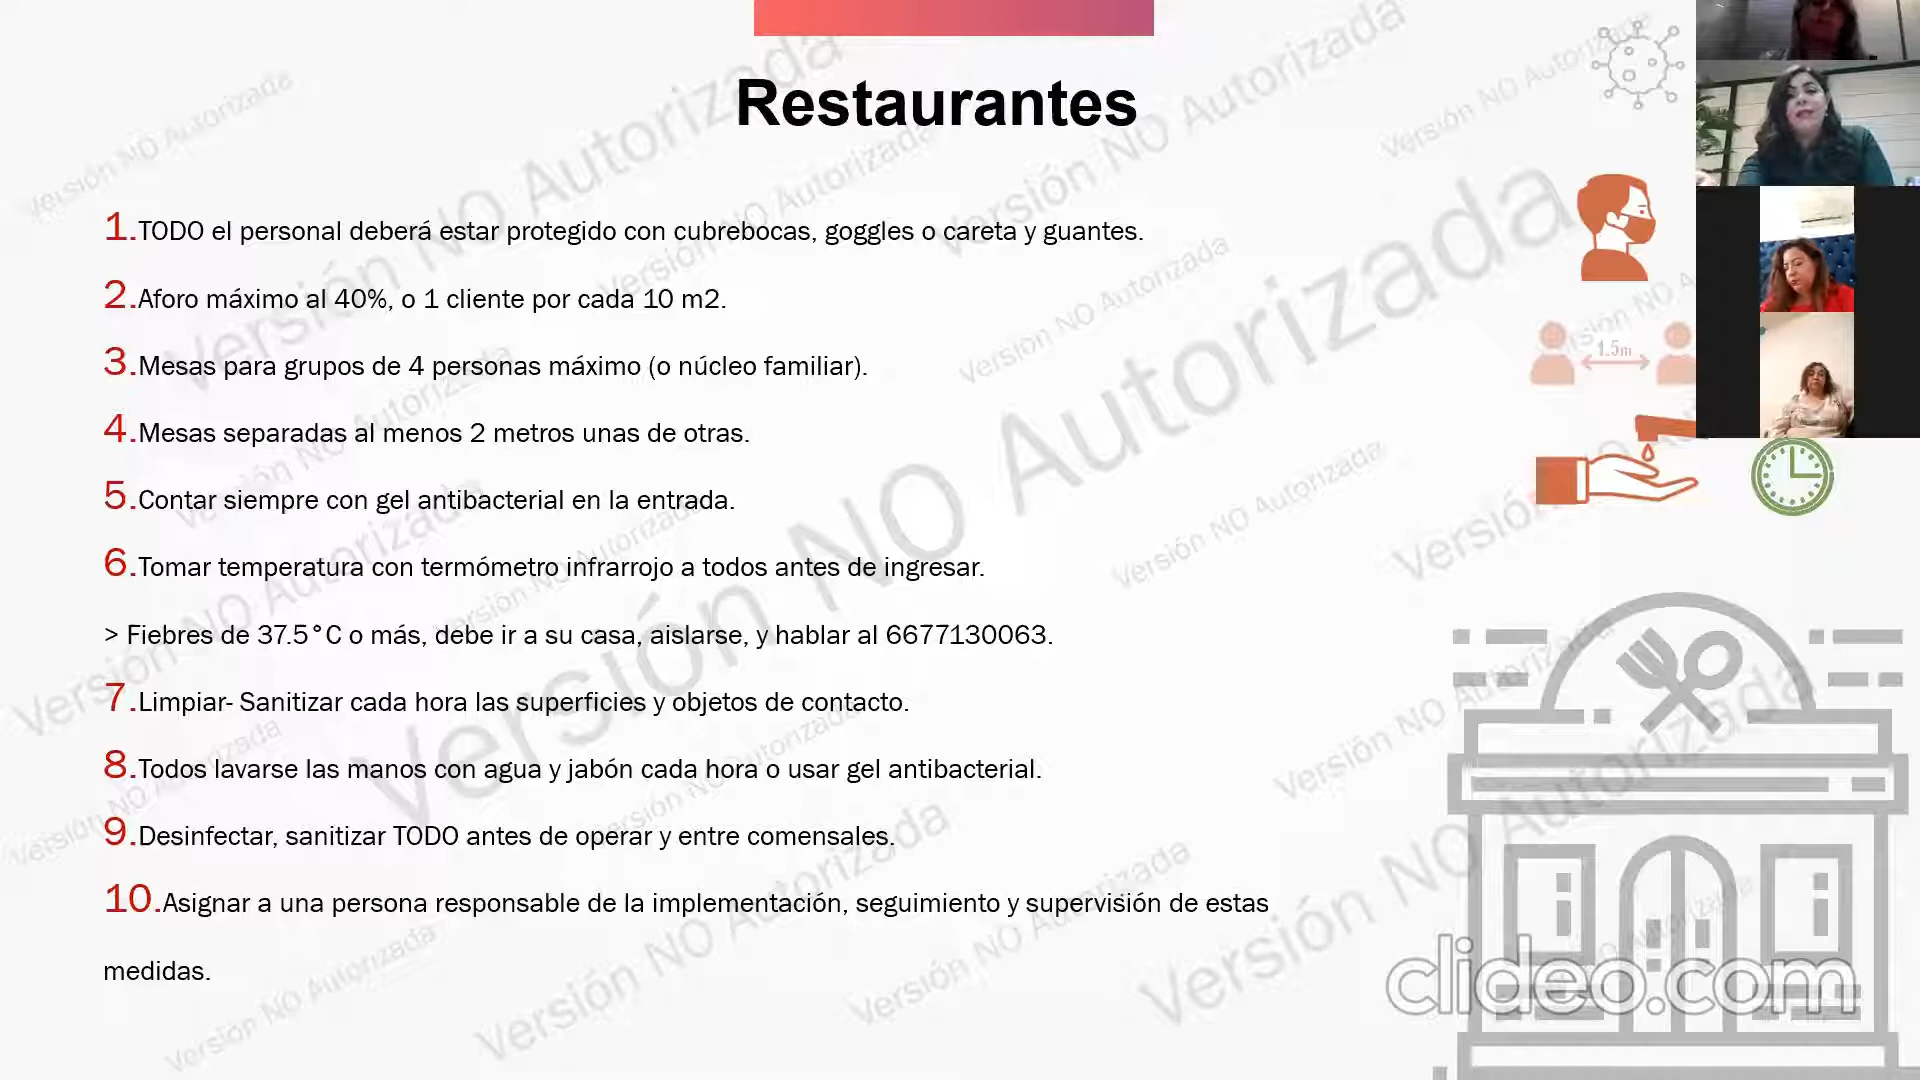 Restaurantes
1.TODO el personal deberá estar protegido con cubrebocas, goggles o careta y guantes.
2.Aforo máximo al 40%, o 1 cliente por cada 10 m2.
3.Mesas para grupos de 4 personas máximo (o núcleo familiar).
4.Mesas separadas al menos 2 metros unas de otras.
5.Contar siempre con gel antibacterial en la entrada.
6.Tomar temperatura con termómetro infrarrojo a todos antes de ingresar.
> Fiebres de 37.5°C o más, debe ir a su casa, aislarse, y hablar al 6677130063.
7.Limpiar- Sanitizar cada hora las superficies y objetos de contacto.
8.Todos lavarse las manos con agua y jabón cada hora o usar gel antibacterial.
9.Desinfectar, sanitizar TODO antes de operar y entre comensales.
10.Asignar a una persona responsable de la implementación, seguimiento y supervisión de estas
medidas.
1.5m
Versión NO Autorizada
clideo.com